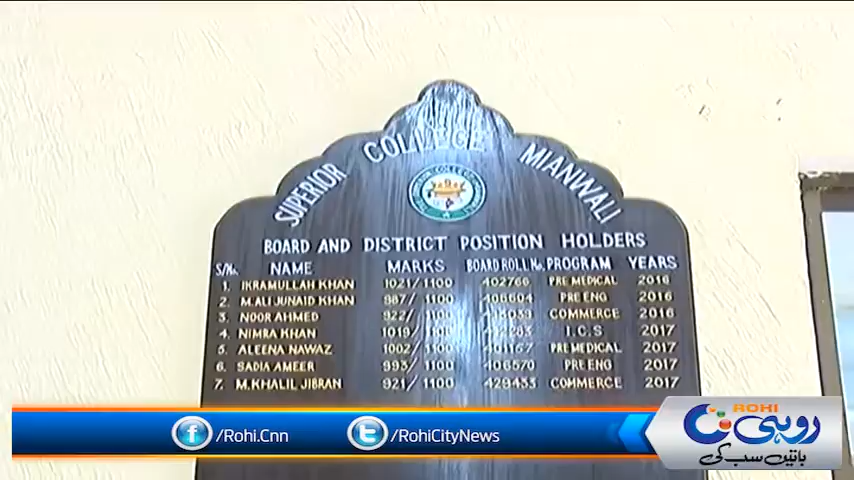 SUPERIOR COLLEGE MIANWALI
BOARD AND DISTRICT POSITION HOLDERS
S/No. NAME MARKS BOARD ROLL No. PROGRAM YEARS
1. IKRAMULLAH KHAN 1021/1100 402766 PRE MEDICAL 2016
2. M.ALI JUNAID KHAN 987/1100 406604 PRE ENG 2016
3 NOOR AHMED 922/1100 COMMERCE 2016
4. NIMRA KHAN 1019/1100 I.C.S 2017
5. ALEENA NAWAZ 1002/1100 401167 PRE MEDICAL 2017
6. SADIA AMEER 993/1100 406570 PRE ENG 2017
7. M.KHALIL JIBRAN 921/1100 429433 COMMERCE 2017
/Rohi.Cnn /RohiCityNews
ROHI
روہی
باتیں سب کی